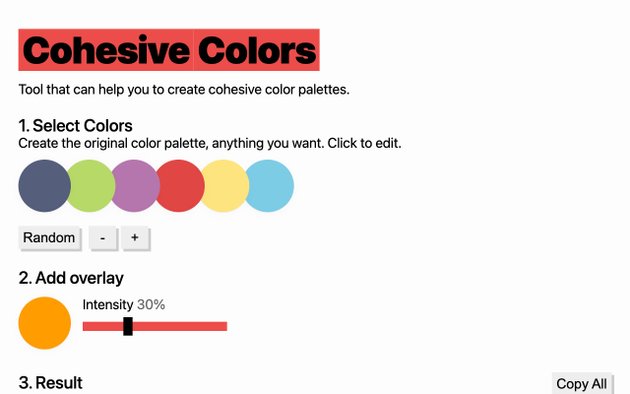 Cohesive Colors
Tool that can help you to create cohesive color palettes.
1. Select Colors
Create the original color palette, anything you want. Click to edit.
Random - +
2. Add overlay
Intensity 30%
3. Result
Copy All